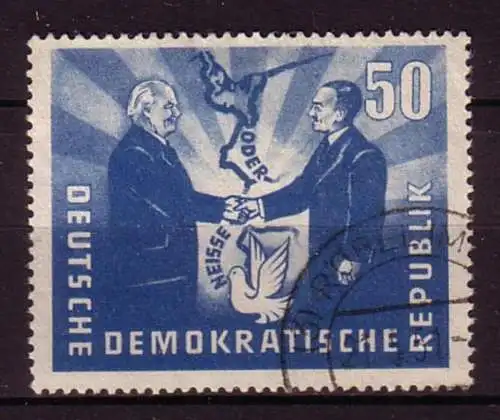 50
ODER
NEISSE
DEUTSCHE
DEMOKRATISCHE
REPUBLIK